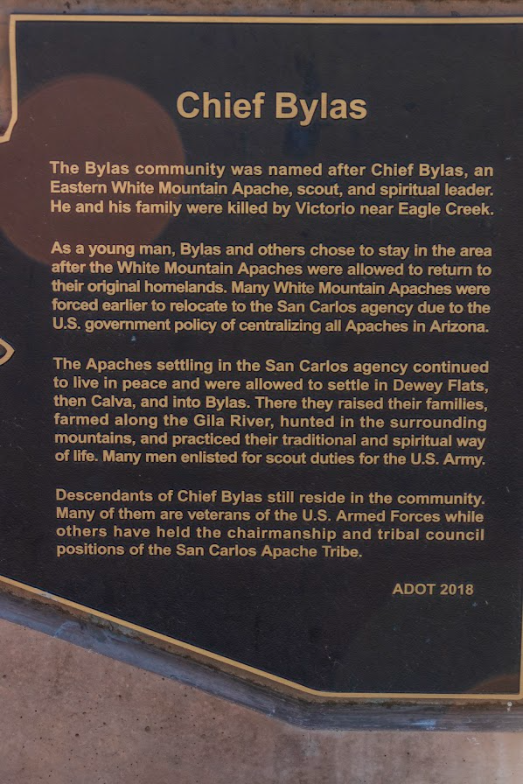 Chief Bylas
The Bylas community was named after Chief Bylas, an
Eastern White Mountain Apache, scout, and spiritual leader.
He and his family were killed by Victorio near Eagle Creek.
As a young man, Bylas and others chose to stay in the area
after the White Mountain Apaches were allowed to return to
their original homelands. Many White Mountain Apaches were
forced earlier to relocate to the San Carlos agency due to the
U.S. government policy of centralizing all Apaches in Arizona.
The Apaches settling in the San Carlos agency continued
to live in peace and were allowed to settle in Dewey Flats,
then Calva, and into Bylas. There they raised their families,
farmed along the Gila River, hunted in the surrounding
mountains, and practiced their traditional and spiritual way
of life. Many men enlisted for scout duties for the U.S. Army.
Descendants of Chief Bylas still reside in the community.
Many of them are veterans of the U.S. Armed Forces while
others have held the chairmanship and tribal council
positions of the San Carlos Apache Tribe.
ADOT 2018